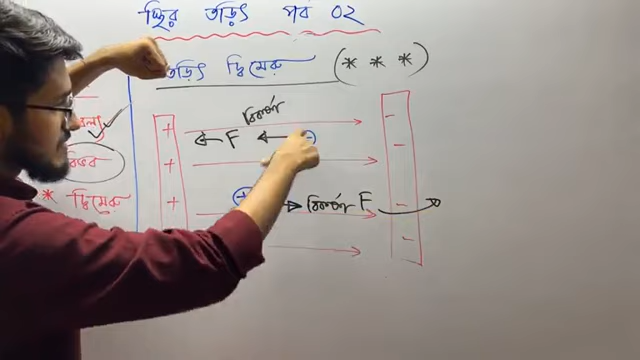 স্থির তড়িৎ পর্ব ০২
তড়িৎ দ্বিমেরু (* * *)
বিকর্ষণ
+ -
F -
+ -
+ + বিকর্ষণ F -
* দ্বিমেরু
-